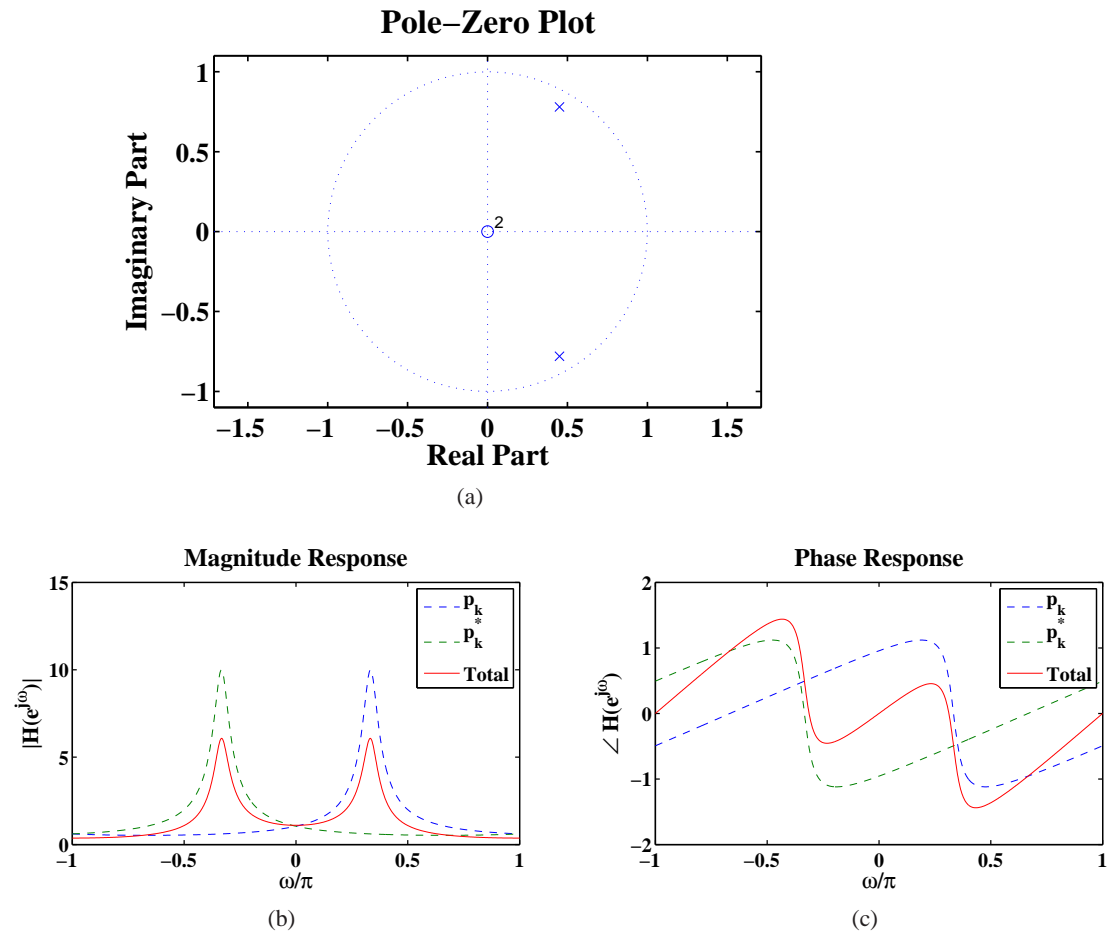 Pole−Zero Plot
1
0.5
0
−0.5
−1
Imaginary Part
2
−1.5 −1 −0.5 0 0.5 1 1.5
Real Part
(a)
Magnitude Response
15
10
5
0
|H(e^{jω})|
p_k
p_k^*
Total
−1 −0.5 0 0.5 1
ω/π
(b)
Phase Response
2
1
0
−1
−2
∠ H(e^{jω})
p_k
p_k^*
Total
−1 −0.5 0 0.5 1
ω/π
(c)